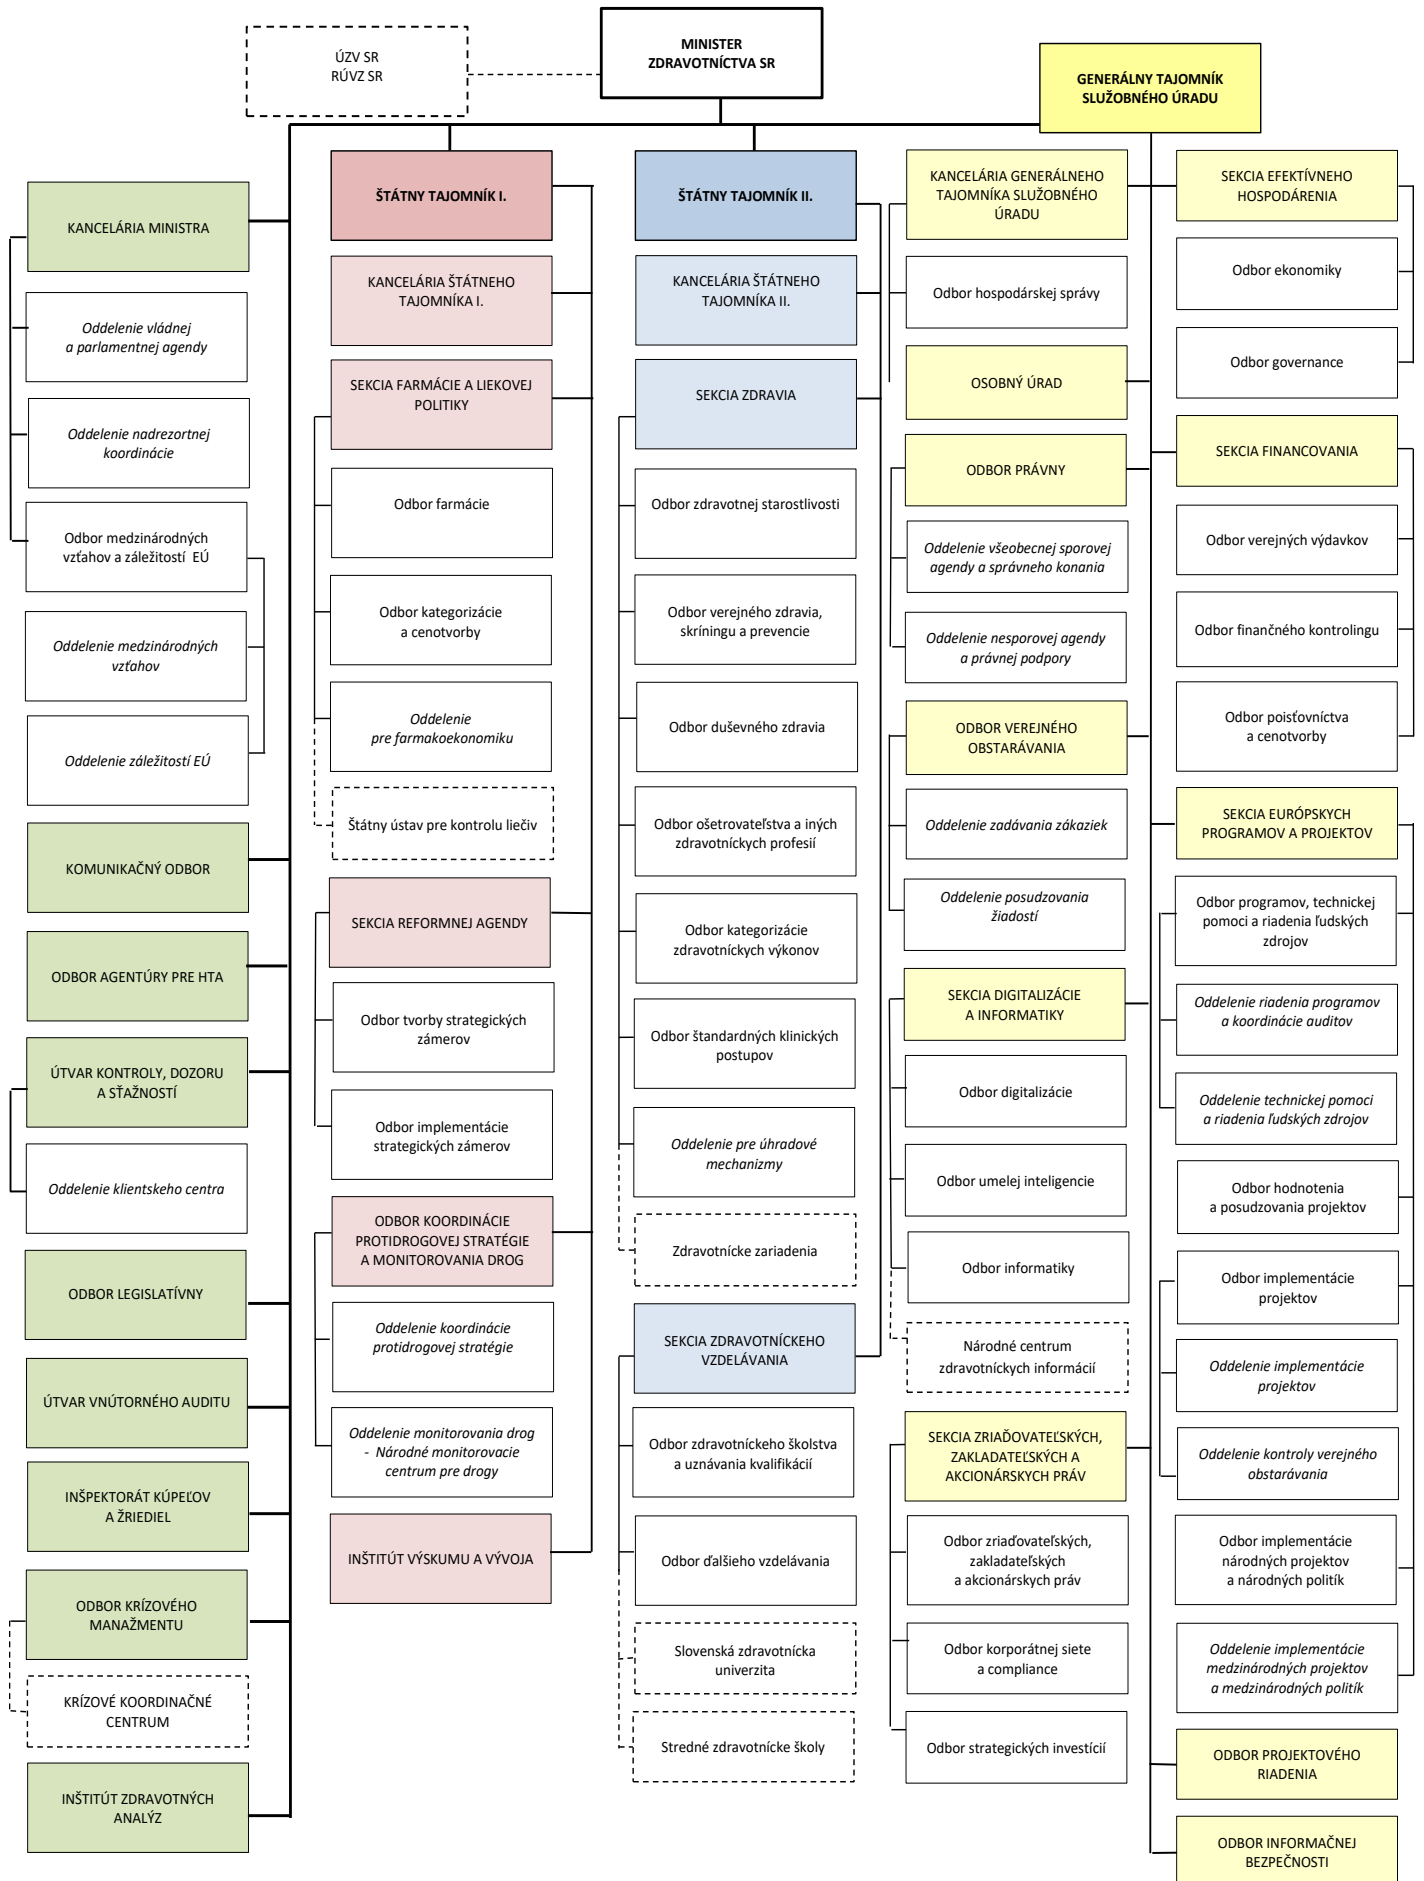 ÚZV SR
RÚVZ SR
MINISTER
ZDRAVOTNÍCTVA SR
GENERÁLNY TAJOMNÍK
SLUŽOBNÉHO ÚRADU
KANCELÁRIA MINISTRA
Oddelenie vládnej
a parlamentnej agendy
Oddelenie nadrezortnej
koordinácie
Odbor medzinárodných
vzťahov a záležitostí  EÚ
Oddelenie medzinárodných
vzťahov
Oddelenie záležitostí EÚ
KOMUNIKAČNÝ ODBOR
ODBOR AGENTÚRY PRE HTA
ÚTVAR KONTROLY, DOZORU
A SŤAŽNOSTÍ
Oddelenie klientskeho centra
ODBOR LEGISLATÍVNY
ÚTVAR VNÚTORNÉHO AUDITU
INŠPEKTORÁT KÚPEĽOV
A ŽRIEDIEL
ODBOR KRÍZOVÉHO
MANAŽMENTU
KRÍZOVÉ KOORDINAČNÉ
CENTRUM
INŠTITÚT ZDRAVOTNÝCH
ANALÝZ
ŠTÁTNY TAJOMNÍK I.
KANCELÁRIA ŠTÁTNEHO
TAJOMNÍKA I.
SEKCIA FARMÁCIE A LIEKOVEJ
POLITIKY
Odbor farmácie
Odbor kategorizácie
a cenotvorby
Oddelenie
pre farmakoekonomiku
Štátny ústav pre kontrolu liečiv
SEKCIA REFORMNEJ AGENDY
Odbor tvorby strategických
zámerov
Odbor implementácie
strategických zámerov
ODBOR KOORDINÁCIE
PROTIDROGOVEJ STRATÉGIE
A MONITOROVANIA DROG
Oddelenie koordinácie
protidrogovej stratégie
Oddelenie monitorovania drog
-  Národné monitorovacie
centrum pre drogy
INŠTITÚT VÝSKUMU A VÝVOJA
ŠTÁTNY TAJOMNÍK II.
KANCELÁRIA ŠTÁTNEHO
TAJOMNÍKA II.
SEKCIA ZDRAVIA
Odbor zdravotnej starostlivosti
Odbor verejného zdravia,
skríningu a prevencie
Odbor duševného zdravia
Odbor ošetrovateľstva a iných
zdravotníckych profesií
Odbor kategorizácie
zdravotníckych výkonov
Odbor štandardných klinických
postupov
Oddelenie pre úhradové
mechanizmy
Zdravotnícke zariadenia
SEKCIA ZDRAVOTNÍCKEHO
VZDELÁVANIA
Odbor zdravotníckeho školstva
a uznávania kvalifikácií
Odbor ďalšieho vzdelávania
Slovenská zdravotnícka
univerzita
Stredné zdravotnícke školy
KANCELÁRIA GENERÁLNEHO
TAJOMNÍKA SLUŽOBNÉHO
ÚRADU
Odbor hospodárskej správy
OSOBNÝ ÚRAD
ODBOR PRÁVNY
Oddelenie všeobecnej sporovej
agendy a správneho konania
Oddelenie nesporovej agendy
a právnej podpory
ODBOR VEREJNÉHO
OBSTARÁVANIA
Oddelenie zadávania zákaziek
Oddelenie posudzovania
žiadostí
SEKCIA DIGITALIZÁCIE
A INFORMATIKY
Odbor digitalizácie
Odbor umelej inteligencie
Odbor informatiky
Národné centrum
zdravotníckych informácií
SEKCIA ZRIAĎOVATEĽSKÝCH,
ZAKLADATEĽSKÝCH A
AKCIONÁRSKYCH PRÁV
Odbor zriaďovateľských,
zakladateľských
a akcionárskych práv
Odbor korporátnej siete
a compliance
Odbor strategických investícií
SEKCIA EFEKTÍVNEHO
HOSPODÁRENIA
Odbor ekonomiky
Odbor governance
SEKCIA FINANCOVANIA
Odbor verejných výdavkov
Odbor finančného kontrolingu
Odbor poisťovníctva
a cenotvorby
SEKCIA EURÓPSKYCH
PROGRAMOV A PROJEKTOV
Odbor programov, technickej
pomoci a riadenia ľudských
zdrojov
Oddelenie riadenia programov
a koordinácie auditov
Oddelenie technickej pomoci
a riadenia ľudských zdrojov
Odbor hodnotenia
a posudzovania projektov
Odbor implementácie
projektov
Oddelenie implementácie
projektov
Oddelenie kontroly verejného
obstarávania
Odbor implementácie
národných projektov
a národných politík
Oddelenie implementácie
medzinárodných projektov
a medzinárodných politík
ODBOR PROJEKTOVÉHO
RIADENIA
ODBOR INFORMAČNEJ
BEZPEČNOSTI